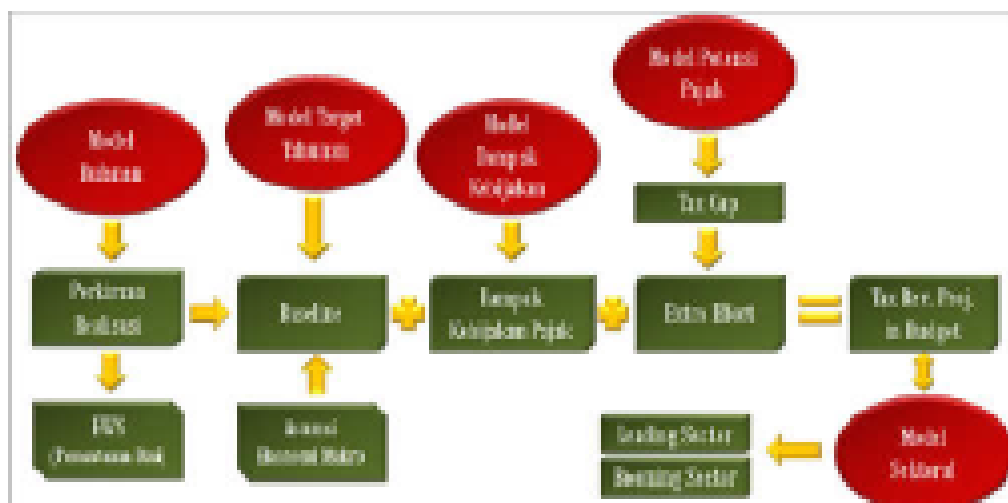 Model Potensi
Pajak
Model
Bulanan
Model Target
Tahunan
Model
Dampak
Kebijakan
Tax Gap
Perkiraan
Realisasi
Baseline
Dampak
Kebijakan Pajak
Extra Effort
Tax Rev. Proj.
in Budget
Asumsi
Ekonomi Makro
Leading Sector
Booming Sector
Model
Sektoral